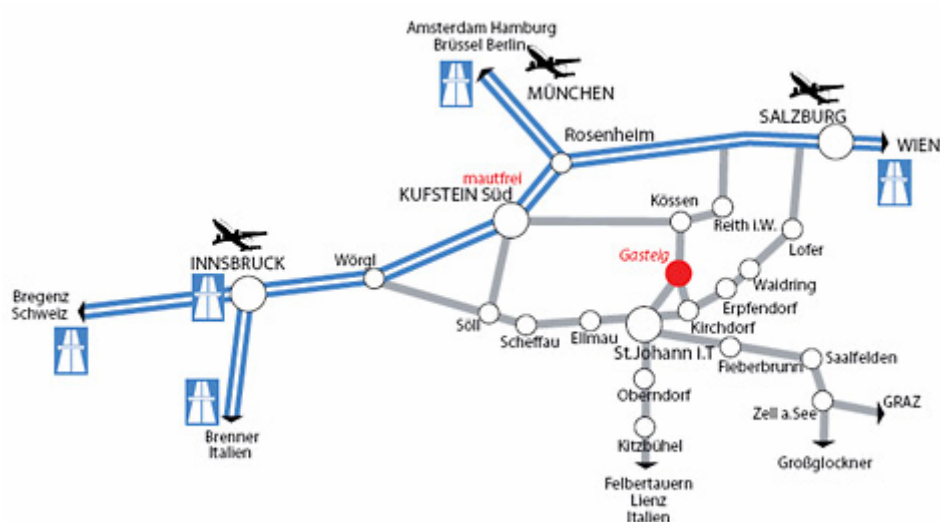 Amsterdam Hamburg
Brüssel Berlin
MÜNCHEN
SALZBURG
Rosenheim
WIEN
mautfrei
KUFSTEIN Süd
Kössen
Reith i.W.
Lofer
Gasteig
INNSBRUCK
Wörgl
Waidring
Bregenz
Schweiz
Erpfendorf
Söll
Scheffau
Ellmau
Kirchdorf
St.Johann i.T
Fieberbrunn
Saalfelden
Oberndorf
Zell a.See
GRAZ
Brenner
Italien
Kitzbühel
Großglockner
Felbertauern
Lienz
Italien